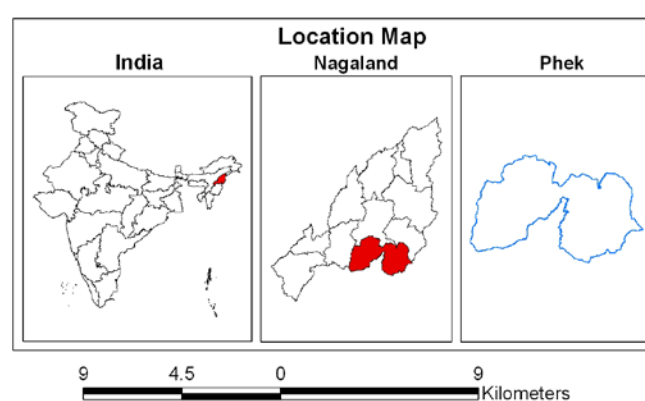 Location Map
India
Nagaland
Phek
9 4.5 0 9
Kilometers